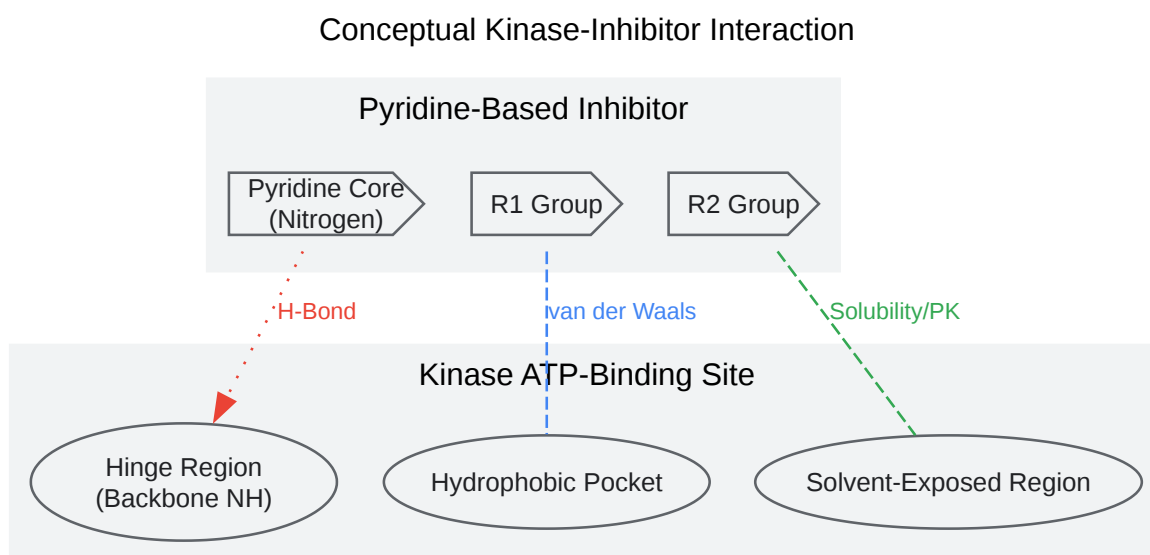 Conceptual Kinase-Inhibitor Interaction
Pyridine-Based Inhibitor
Pyridine Core
(Nitrogen)
R1 Group
R2 Group
H-Bond
van der Waals
Solubility/PK
Kinase ATP-Binding Site
Hinge Region
(Backbone NH)
Hydrophobic Pocket
Solvent-Exposed Region